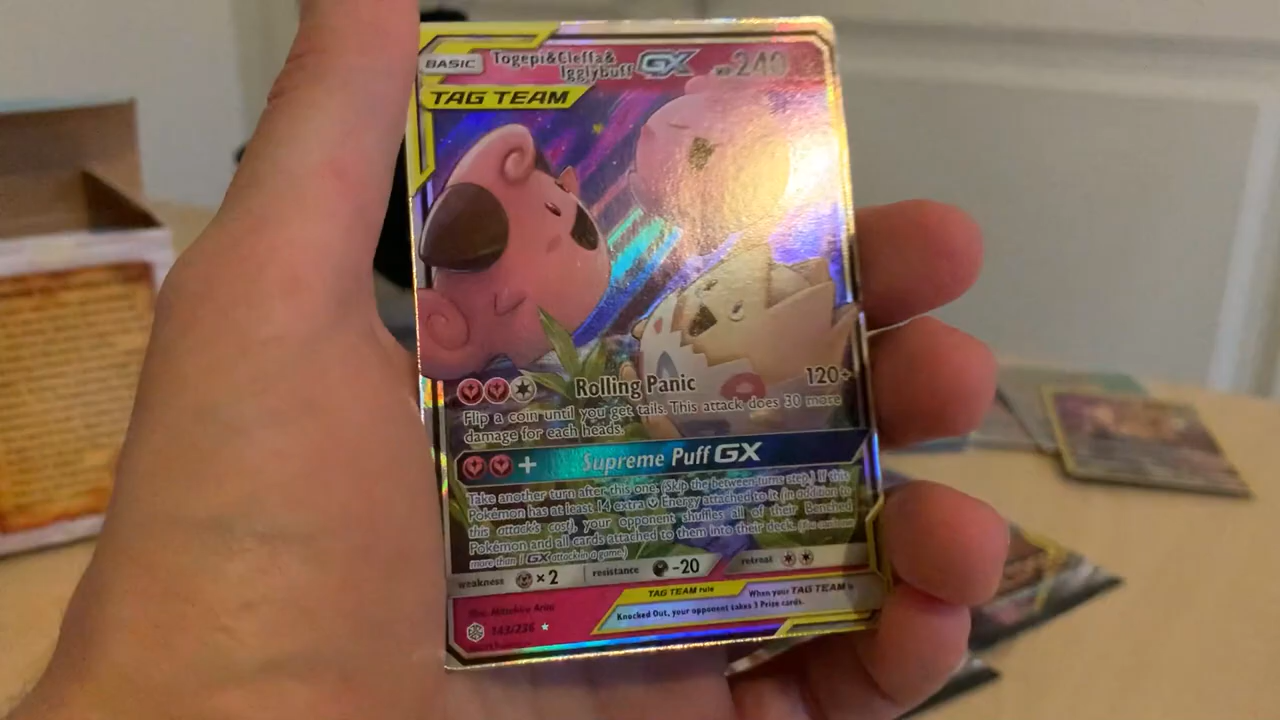 BASIC
Togepi&Cleffa&
Igglybuff GX HP 240
TAG TEAM
Rolling Panic 120+
Flip a coin until you get tails. This attack does 30 more
damage for each heads.
+ Supreme Puff GX
Take another turn after this one. (Skip the between-turns step.) If this
Pokémon has at least 14 extra Energy attached to it (in addition to
this attack's cost), your opponent shuffles all of their Benched
Pokémon and all cards attached to them into their deck. (You can't use
more than 1 GX attack in a game.)
weakness ×2 resistance -20 retreat
TAG TEAM rule When your TAG TEAM is
Knocked Out, your opponent takes 3 Prize cards.
Illus. Mitsuhiro Arita
143/236